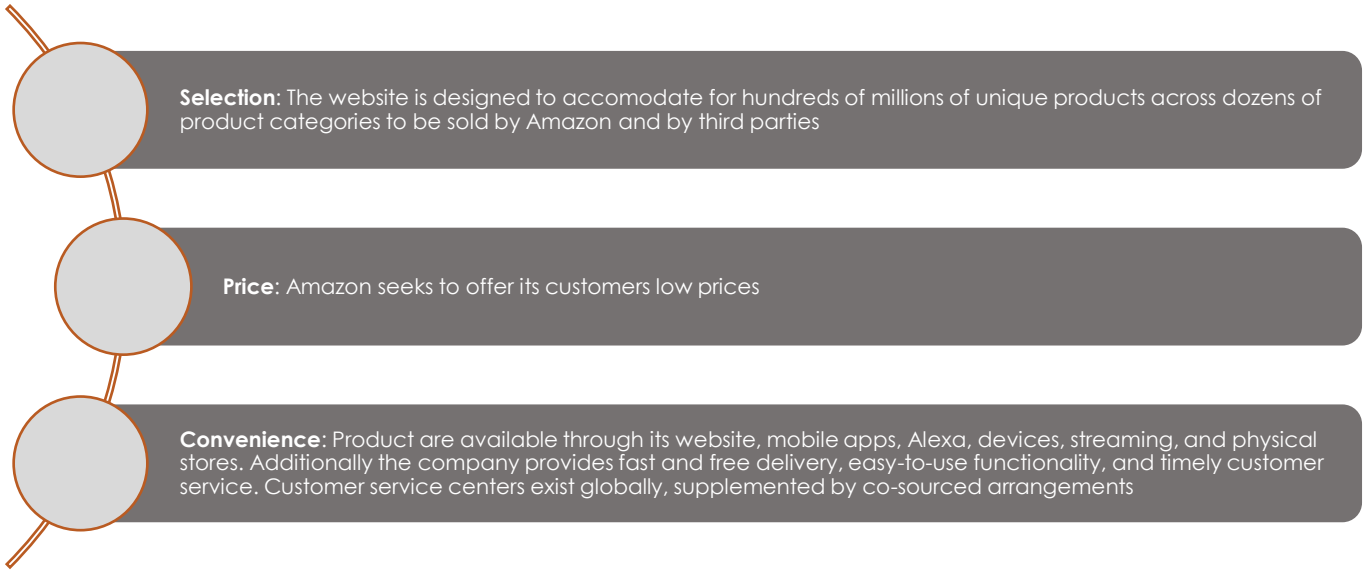 Selection: The website is designed to accomodate for hundreds of millions of unique products across dozens of
product categories to be sold by Amazon and by third parties
Price: Amazon seeks to offer its customers low prices
Convenience: Product are available through its website, mobile apps, Alexa, devices, streaming, and physical
stores. Additionally the company provides fast and free delivery, easy-to-use functionality, and timely customer
service. Customer service centers exist globally, supplemented by co-sourced arrangements